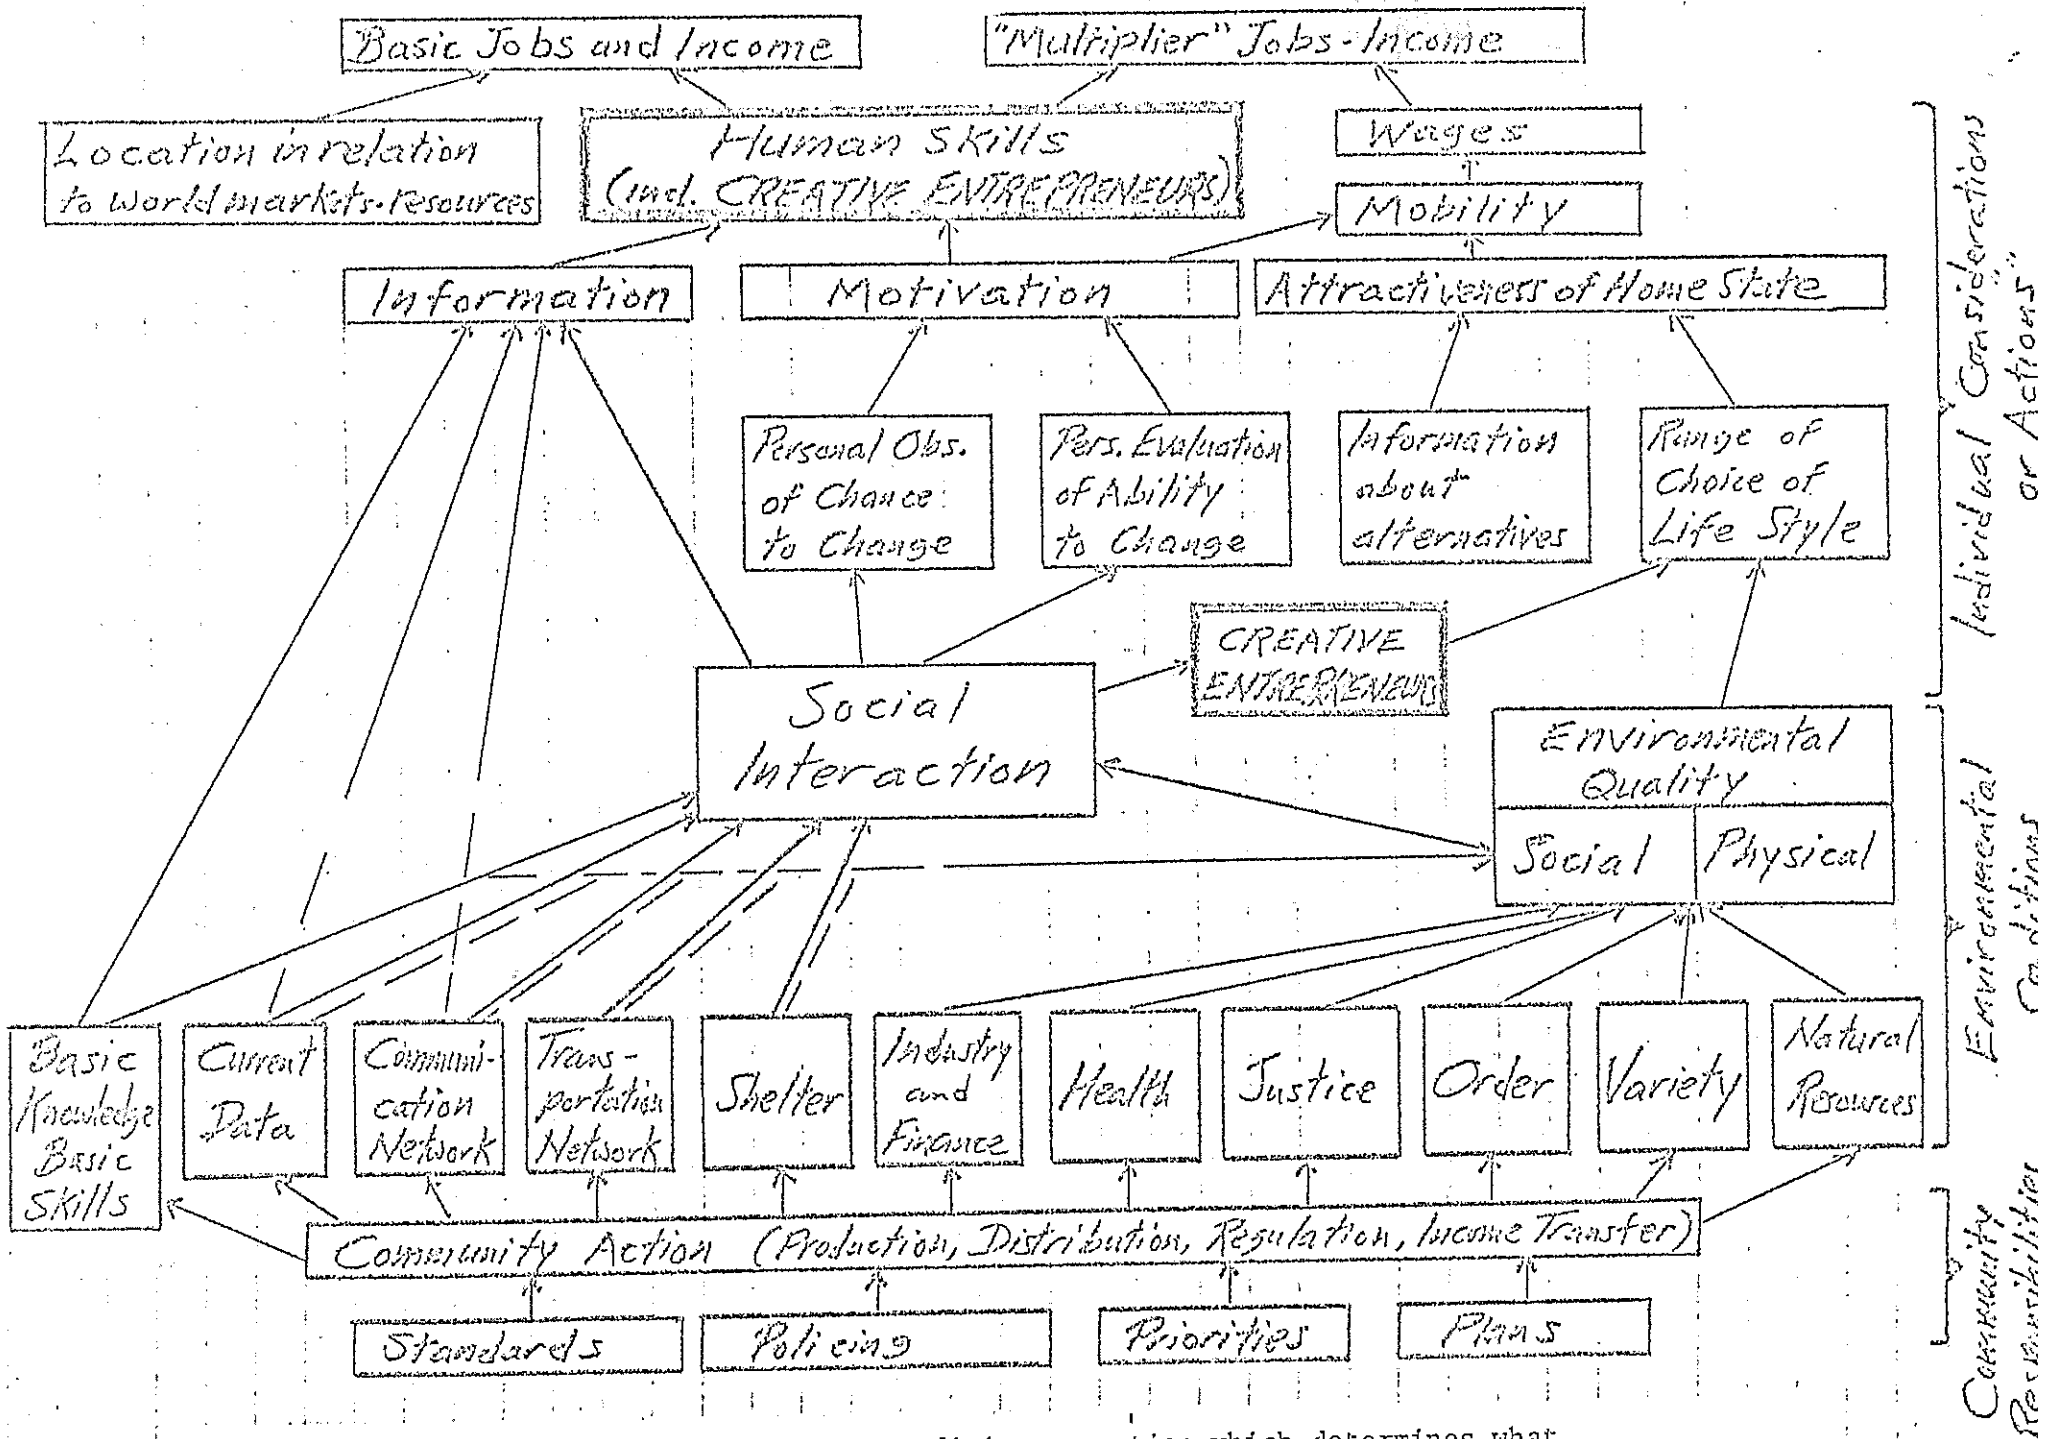 Basic Jobs and Income
"Multiplier" Jobs - Income
Location in relation
to World markets-resources
Human Skills
(incl. CREATIVE ENTREPRENEURS)
Wages
Mobility
Information
Motivation
Attractiveness of Home State
Personal Obs.
of Chance
to Change
Pers. Evaluation
of Ability
to Change
Information
about
alternatives
Range of
Choice of
Life Style
Individual Considerations
or "Actions"
CREATIVE
ENTREPRENEURS
Social
Interaction
Environmental
Quality
Social
Physical
Environmental
Conditions
Basic
Knowledge
Basic
Skills
Current
Data
Communi-
cation
Network
Trans-
portation
Network
Shelter
Industry
and
Finance
Health
Justice
Order
Variety
Natural
Resources
Community Action (Production, Distribution, Regulation, Income Transfer)
Standards
Policing
Priorities
Plans
Community
Responsibilities
which determines what